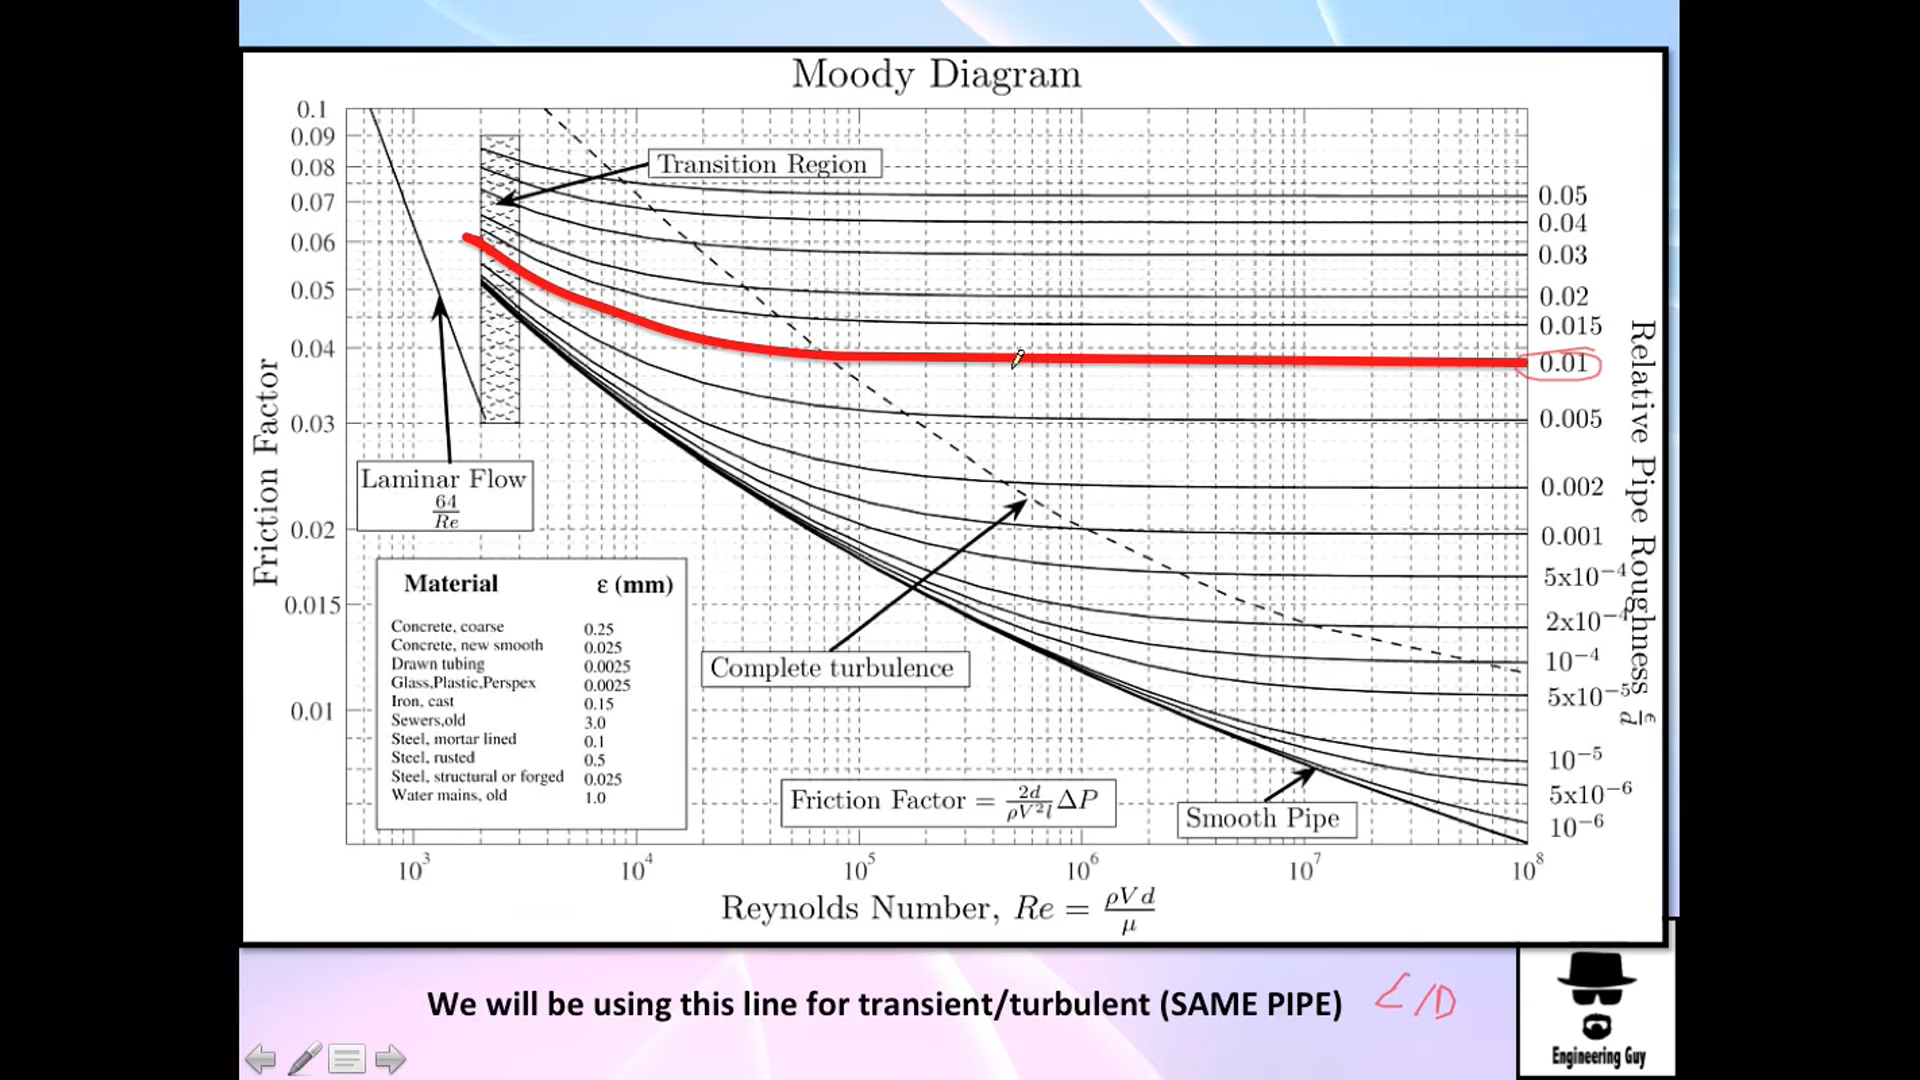 Moody Diagram
0.1
0.09
0.08
0.07
0.06
0.05
0.04
0.03
0.02
0.015
0.01
Friction Factor
Transition Region
Laminar Flow
64/Re
Complete turbulence
Smooth Pipe
Material ε (mm)
Concrete, coarse 0.25
Concrete, new smooth 0.025
Drawn tubing 0.0025
Glass,Plastic,Perspex 0.0025
Iron, cast 0.15
Sewers,old 3.0
Steel, mortar lined 0.1
Steel, rusted 0.5
Steel, structural or forged 0.025
Water mains, old 1.0
Friction Factor = 2d/ρV²l ΔP
0.05
0.04
0.03
0.02
0.015
0.01
0.005
0.002
0.001
5x10⁻⁴
2x10⁻⁴
10⁻⁴
5x10⁻⁵
10⁻⁵
5x10⁻⁶
10⁻⁶
Relative Pipe Roughness ϵ/d
10³ 10⁴ 10⁵ 10⁶ 10⁷ 10⁸
Reynolds Number, Re = ρVd/μ
We will be using this line for transient/turbulent (SAME PIPE)
/D
Engineering Guy